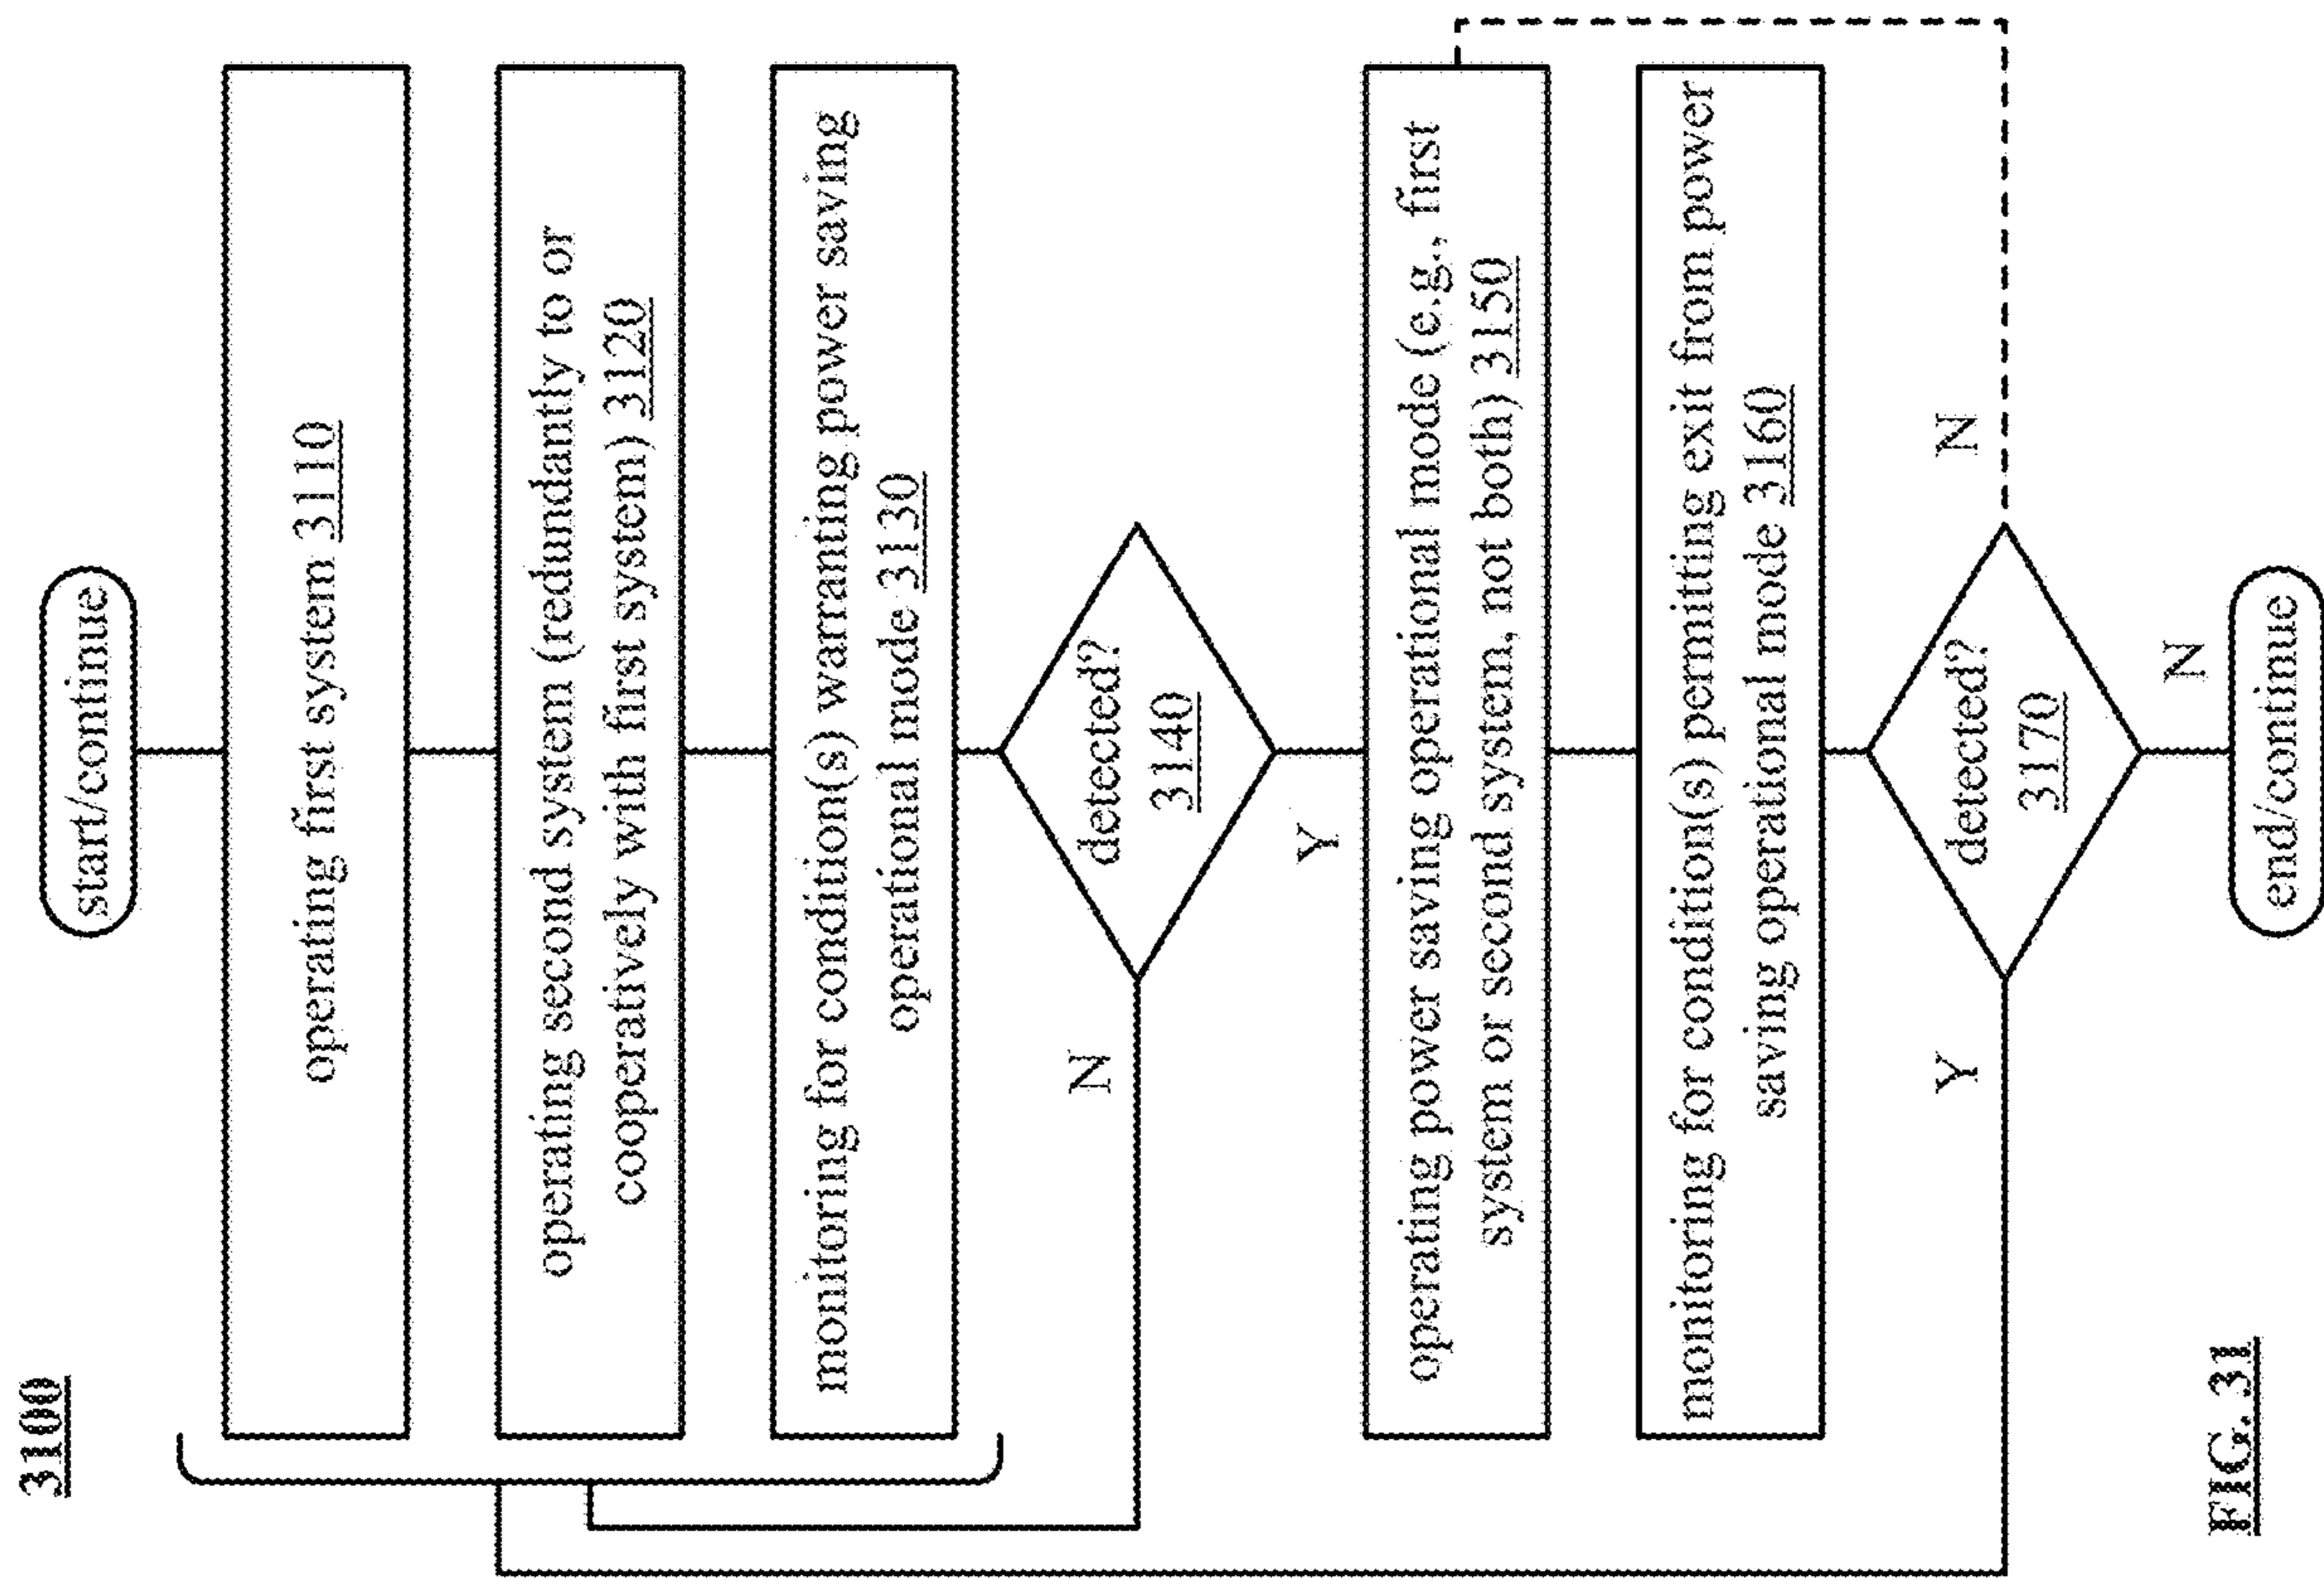 3100
start/continue
operating first system 3110
operating second system (redundantly to or
cooperatively with first system) 3120
monitoring for condition(s) warranting power saving
operational mode 3130
detected?
3140
N
Y
operating power saving operational mode (e.g., first
system or second system, not both) 3150
monitoring for condition(s) permitting exit from power
saving operational mode 3160
detected?
3170
Y
N
N
end/continue
FIG. 31